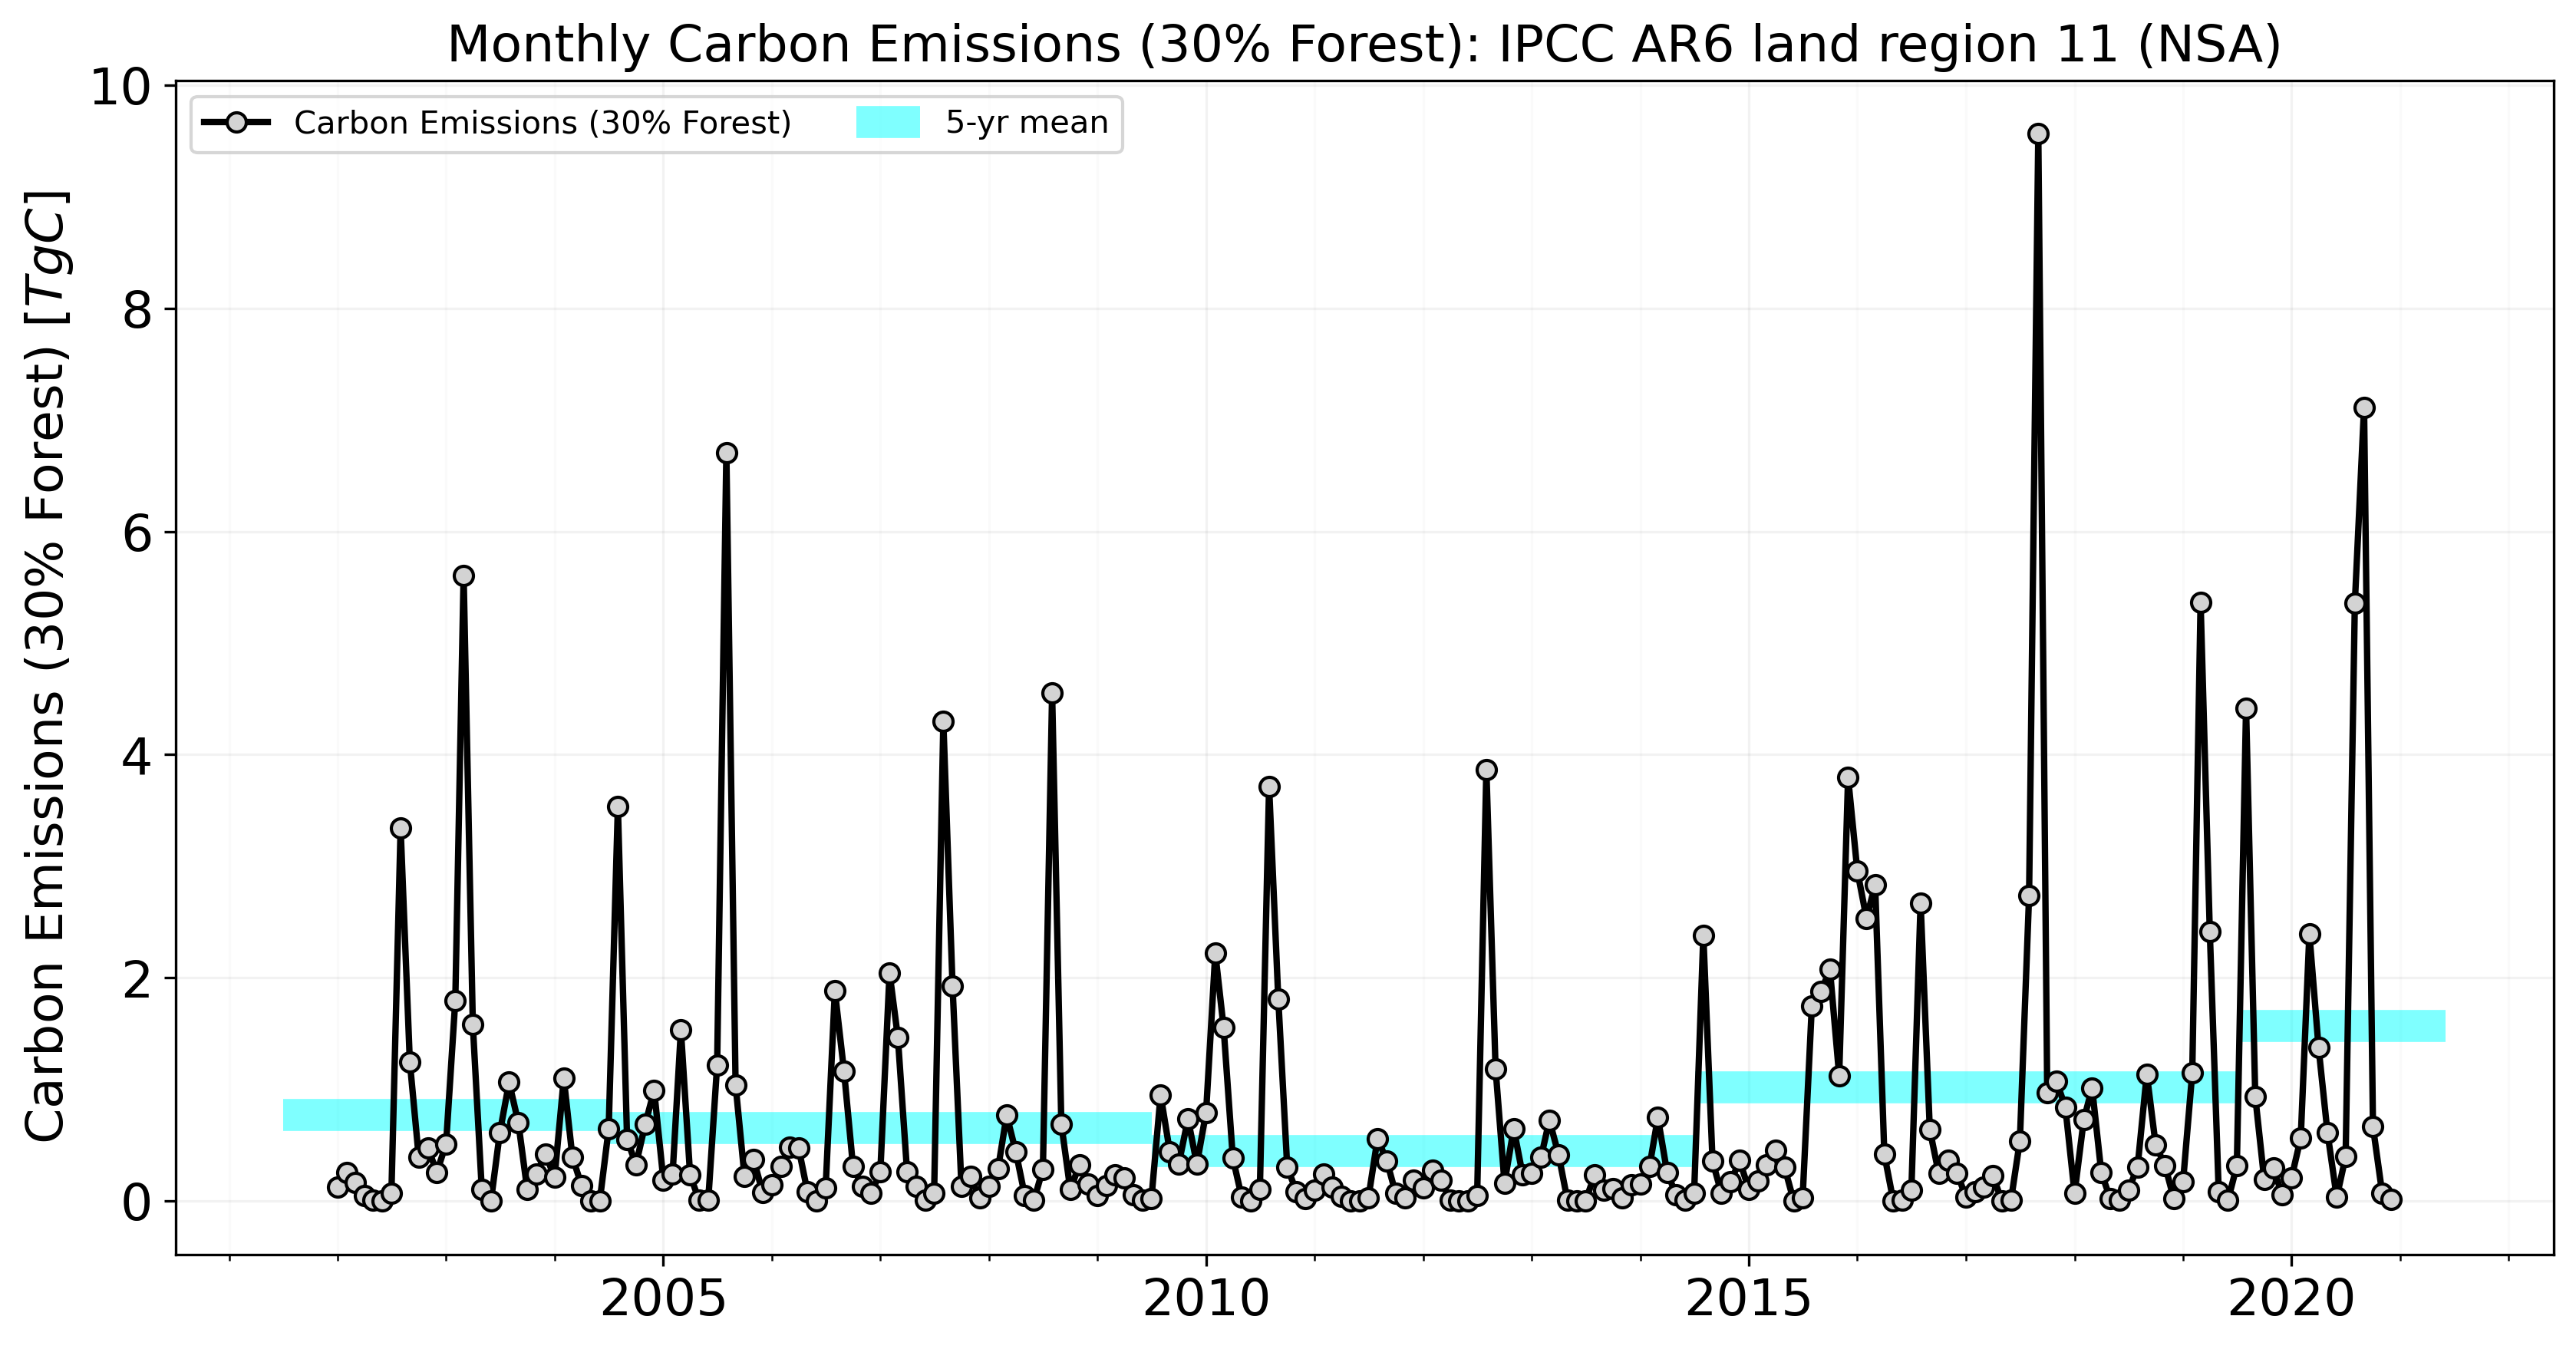 Monthly Carbon Emissions (30% Forest): IPCC AR6 land region 11 (NSA)
Carbon Emissions (30% Forest)
5-yr mean
Carbon Emissions (30% Forest) [TgC]
10
8
6
4
2
0
2005
2010
2015
2020